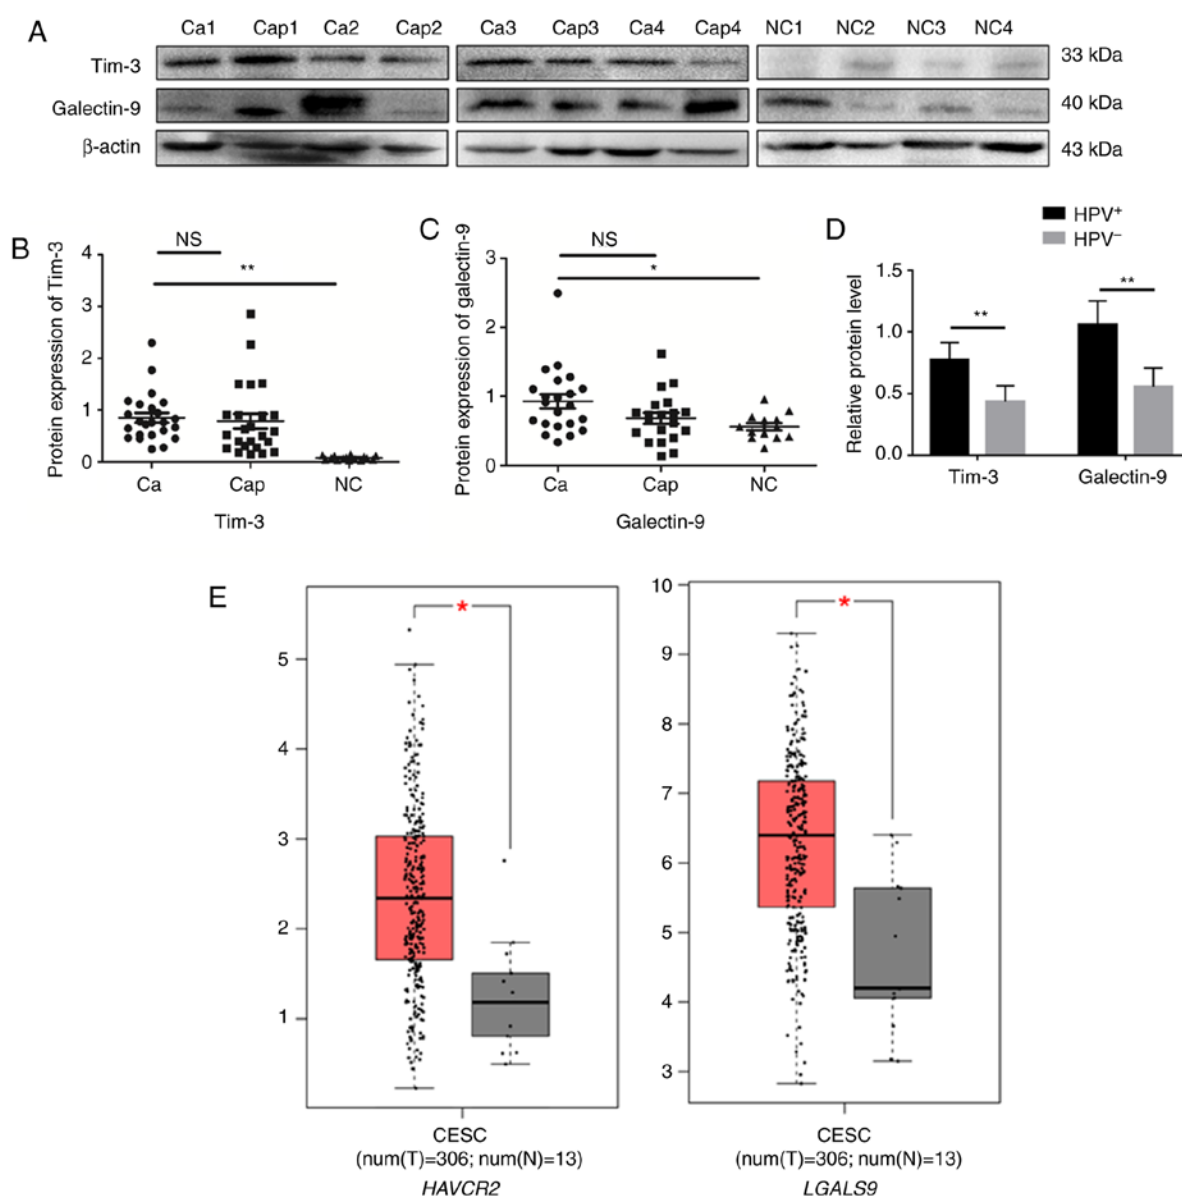 A
Ca1 Cap1 Ca2 Cap2 Ca3 Cap3 Ca4 Cap4 NC1 NC2 NC3 NC4
Tim-3 33 kDa
Galectin-9 40 kDa
β-actin 43 kDa
B
Protein expression of Tim-3
4
3
2
1
0
NS
**
Ca Cap NC
Tim-3
C
Protein expression of galectin-9
3
2
1
0
NS
*
Ca Cap NC
Galectin-9
D
HPV+
HPV–
Relative protein level
1.5
1.0
0.5
0.0
**
**
Tim-3 Galectin-9
E
5
4
3
2
1
*
CESC
(num(T)=306; num(N)=13)
HAVCR2
10
9
8
7
6
5
4
3
*
CESC
(num(T)=306; num(N)=13)
LGALS9